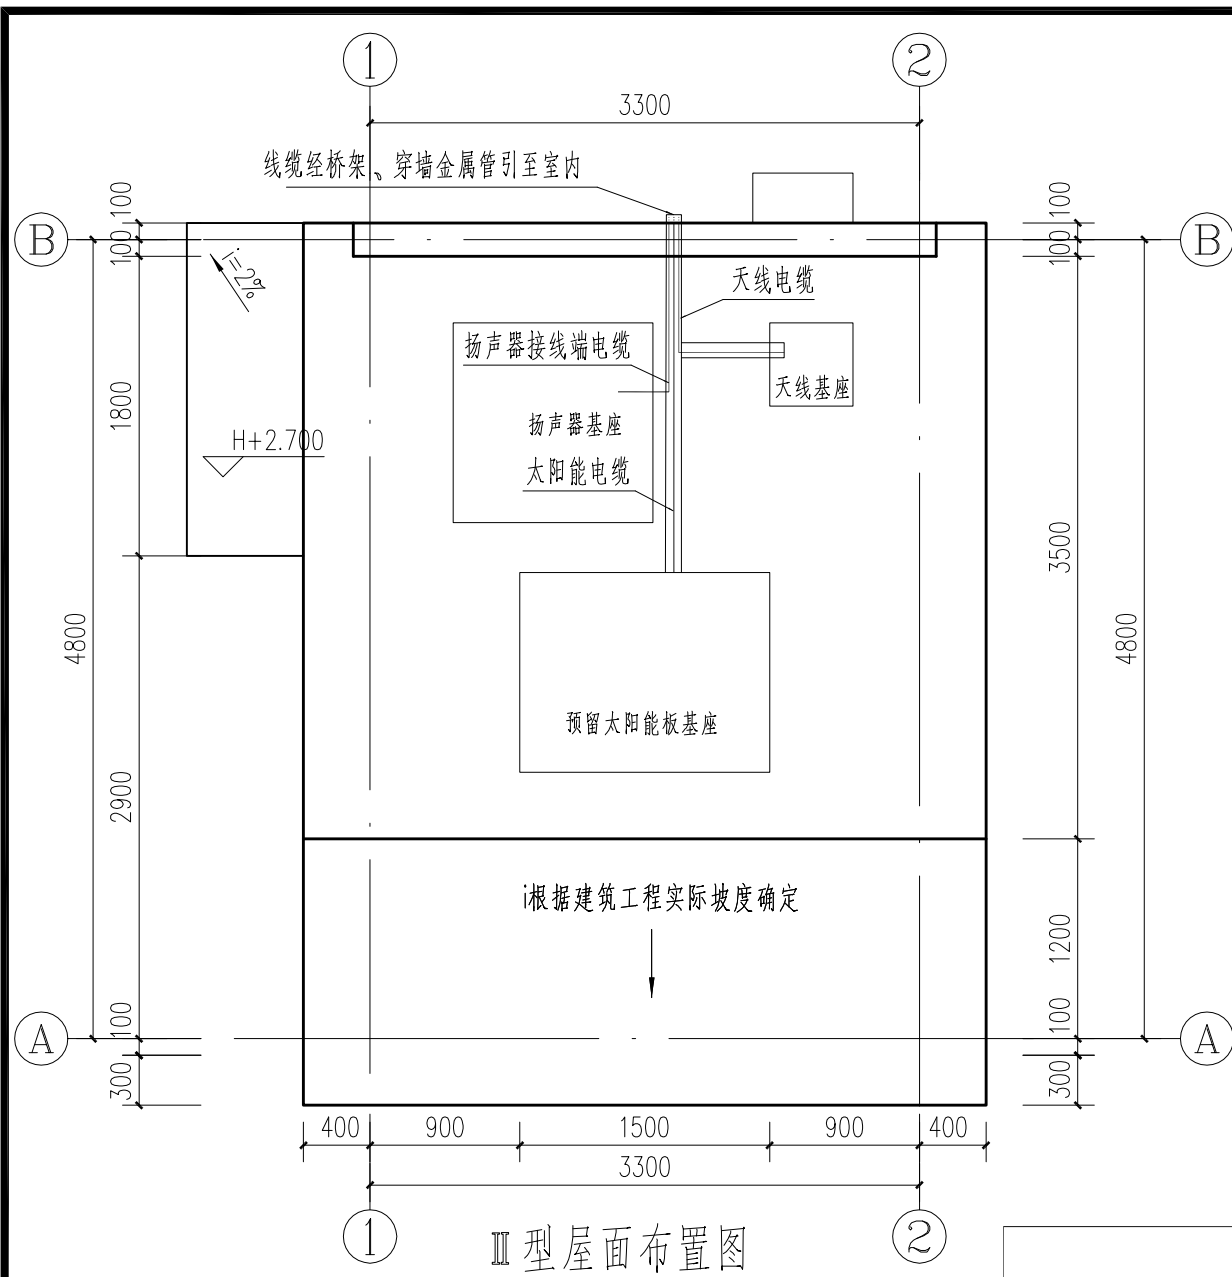 1
2
3300
线缆经桥架、穿墙金属管引至室内
100
100
B
B
100
100
i=2%
天线电缆
扬声器接线端电缆
天线基座
1800
扬声器基座
H+2.700
太阳能电缆
3500
4800
4800
预留太阳能板基座
2900
i根据建筑工程实际坡度确定
1200
100
100
A
A
300
300
400
900
1500
900
400
3300
1
2
Ⅱ型屋面布置图